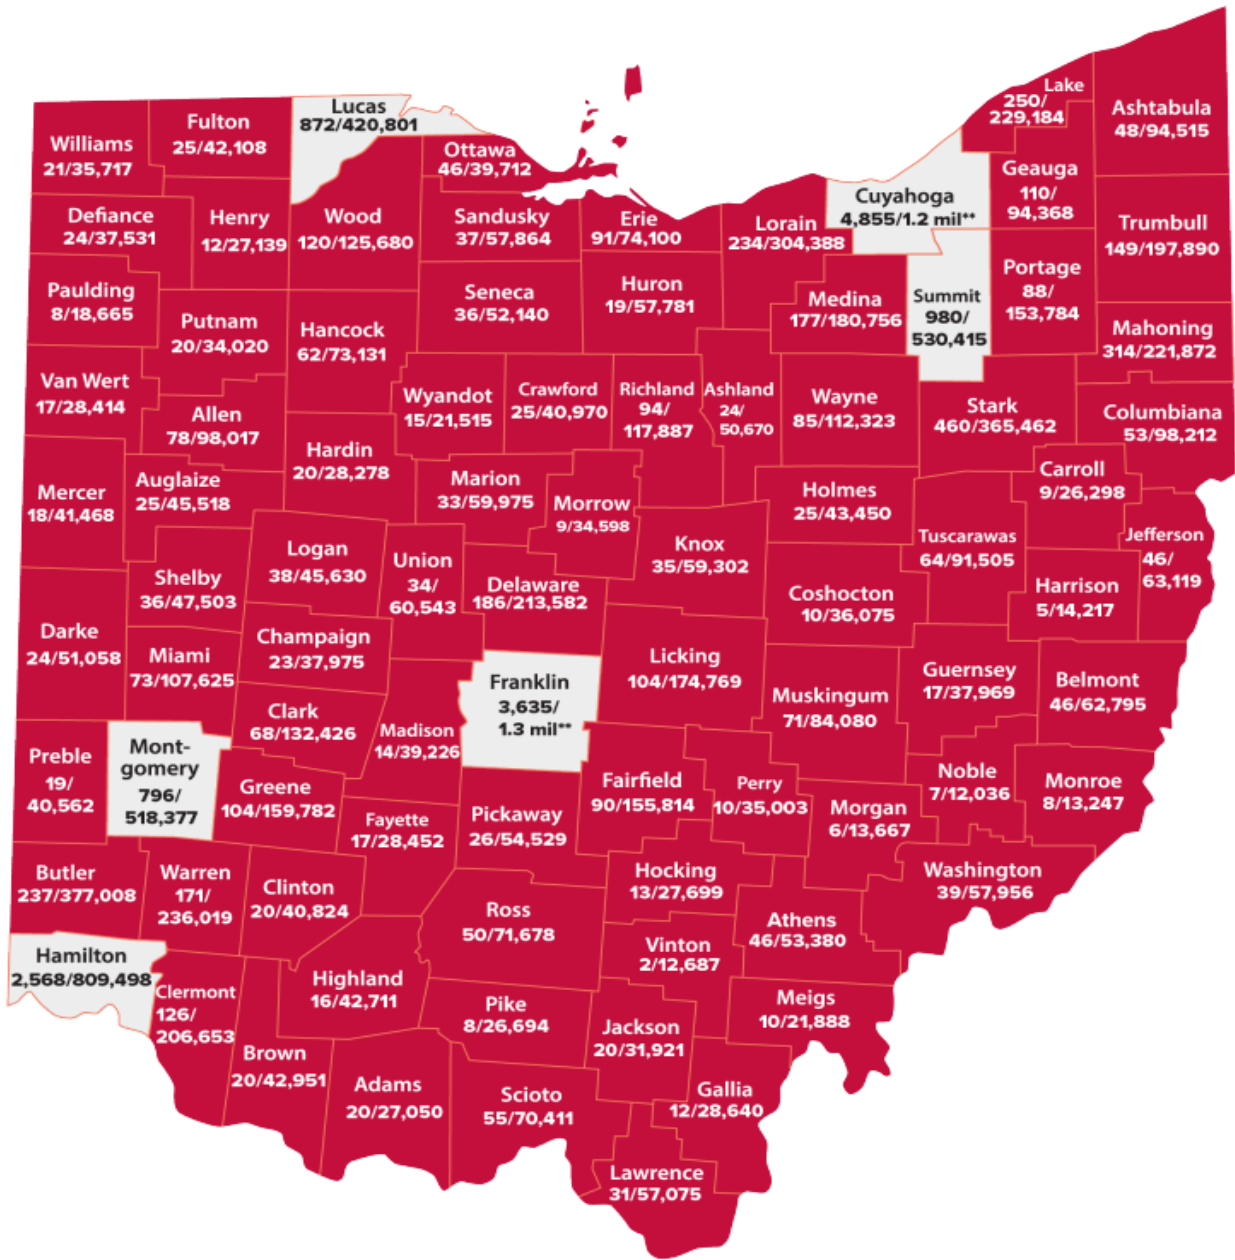 Lucas
872/420,801
Lake
250/
229,184
Ashtabula
48/94,515
Williams
21/35,717
Fulton
25/42,108
Ottawa
46/39,712
Geauga
110/
94,368
Cuyahoga
4,855/1.2 mil**
Defiance
24/37,531
Henry
12/27,139
Wood
120/125,680
Sandusky
37/57,864
Erie
91/74,100
Lorain
234/304,388
Trumbull
149/197,890
Paulding
8/18,665
Putnam
20/34,020
Hancock
62/73,131
Seneca
36/52,140
Huron
19/57,781
Medina
177/180,756
Summit
980/
530,415
Portage
88/
153,784
Mahoning
314/221,872
Van Wert
17/28,414
Allen
78/98,017
Wyandot
15/21,515
Crawford
25/40,970
Richland
94/
117,887
Ashland
24/
50,670
Wayne
85/112,323
Stark
460/365,462
Columbiana
53/98,212
Hardin
20/28,278
Mercer
18/41,468
Auglaize
25/45,518
Marion
33/59,975
Morrow
9/34,598
Holmes
25/43,450
Carroll
9/26,298
Logan
38/45,630
Union
34/
60,543
Knox
35/59,302
Tuscarawas
64/91,505
Jefferson
46/
63,119
Shelby
36/47,503
Delaware
186/213,582
Coshocton
10/36,075
Harrison
5/14,217
Darke
24/51,058
Miami
73/107,625
Champaign
23/37,975
Licking
104/174,769
Guernsey
17/37,969
Belmont
46/62,795
Franklin
3,635/
1.3 mil**
Muskingum
71/84,080
Clark
68/132,426
Madison
14/39,226
Preble
19/
40,562
Mont-
gomery
796/
518,377
Greene
104/159,782
Fairfield
90/155,814
Perry
10/35,003
Noble
7/12,036
Monroe
8/13,247
Fayette
17/28,452
Pickaway
26/54,529
Morgan
6/13,667
Butler
237/377,008
Warren
171/
236,019
Clinton
20/40,824
Hocking
13/27,699
Washington
39/57,956
Ross
50/71,678
Athens
46/53,380
Vinton
2/12,687
Hamilton
2,568/809,498
Clermont
126/
206,653
Highland
16/42,711
Pike
8/26,694
Jackson
20/31,921
Meigs
10/21,888
Brown
20/42,951
Adams
20/27,050
Scioto
55/70,411
Gallia
12/28,640
Lawrence
31/57,075